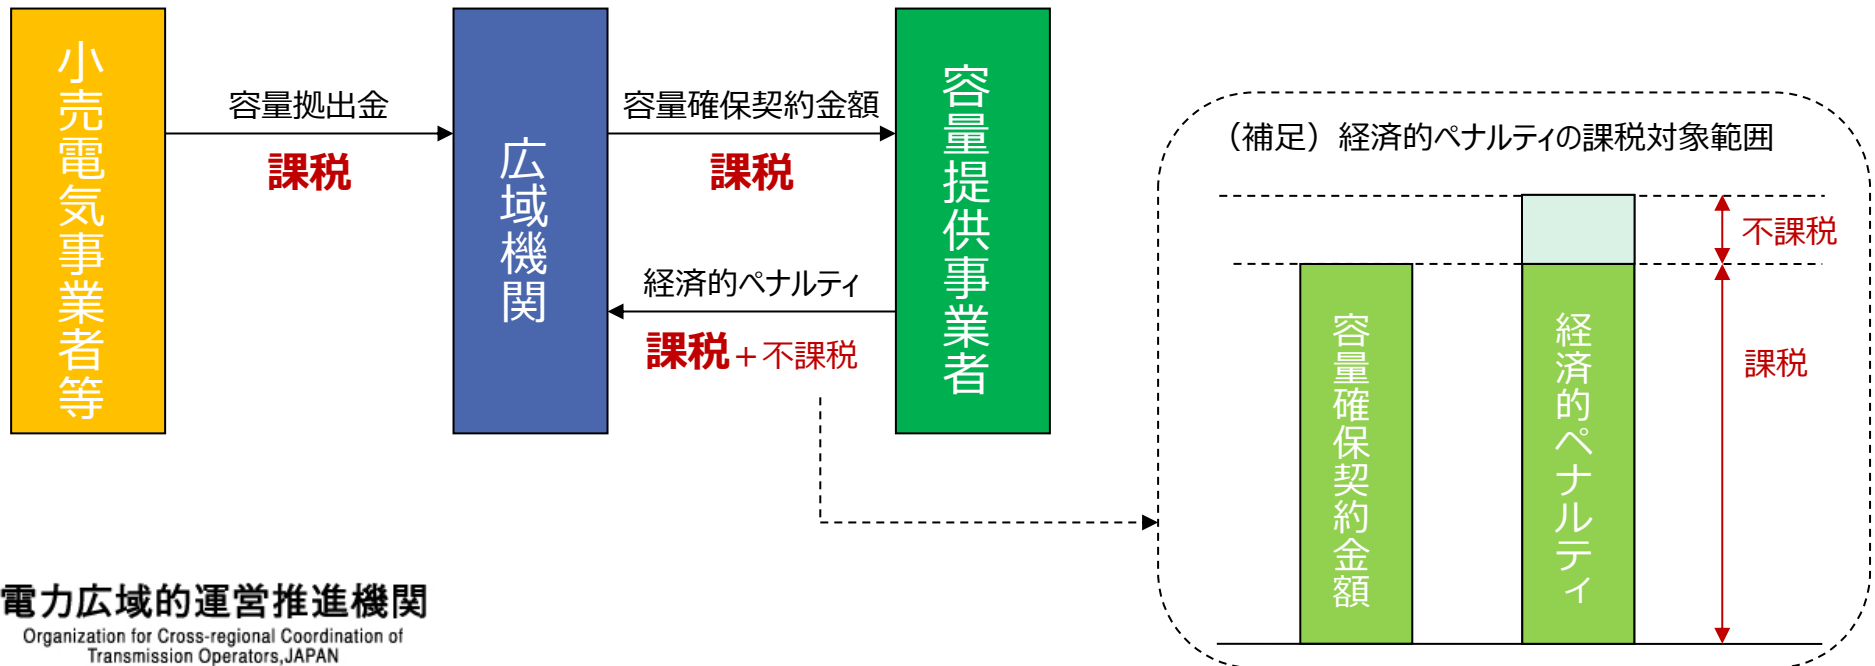 小売電気事業者等
容量拠出金
課税
広域機関
容量確保契約金額
課税
経済的ペナルティ
課税+不課税
容量提供事業者
（補足）経済的ペナルティの課税対象範囲
不課税
課税
容量確保契約金額
経済的ペナルティ
電力広域的運営推進機関
Organization for Cross-regional Coordination of
Transmission Operators,JAPAN